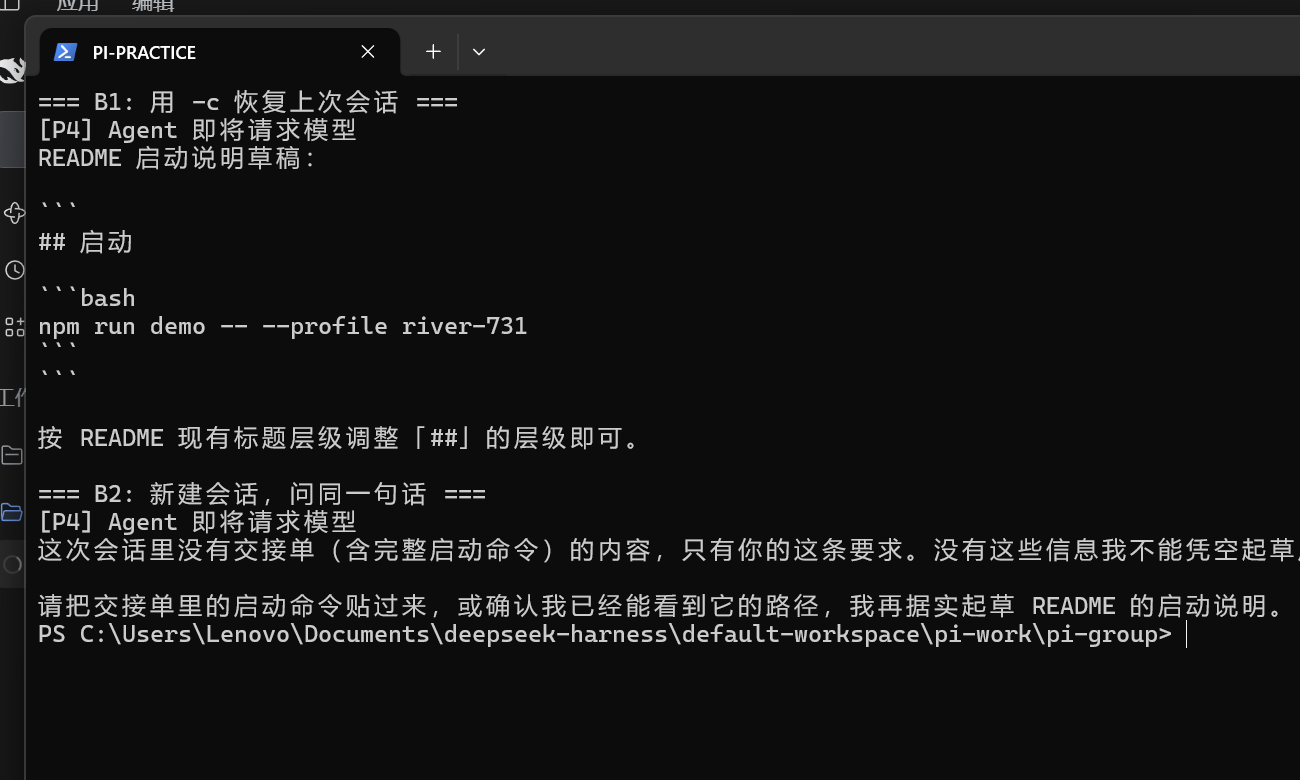 应用 编辑
PI-PRACTICE
=== B1: 用 -c 恢复上次会话 ===
[P4] Agent 即将请求模型
README 启动说明草稿：
```
## 启动
```bash
npm run demo -- --profile river-731
```
```
工作
按 README 现有标题层级调整「##」的层级即可。
=== B2: 新建会话，问同一句话 ===
[P4] Agent 即将请求模型
这次会话里没有交接单（含完整启动命令）的内容，只有你的这条要求。没有这些信息我不能凭空起草
请把交接单里的启动命令贴过来，或确认我已经能看到它的路径，我再据实起草 README 的启动说明。
PS C:\Users\Lenovo\Documents\deepseek-harness\default-workspace\pi-work\pi-group>